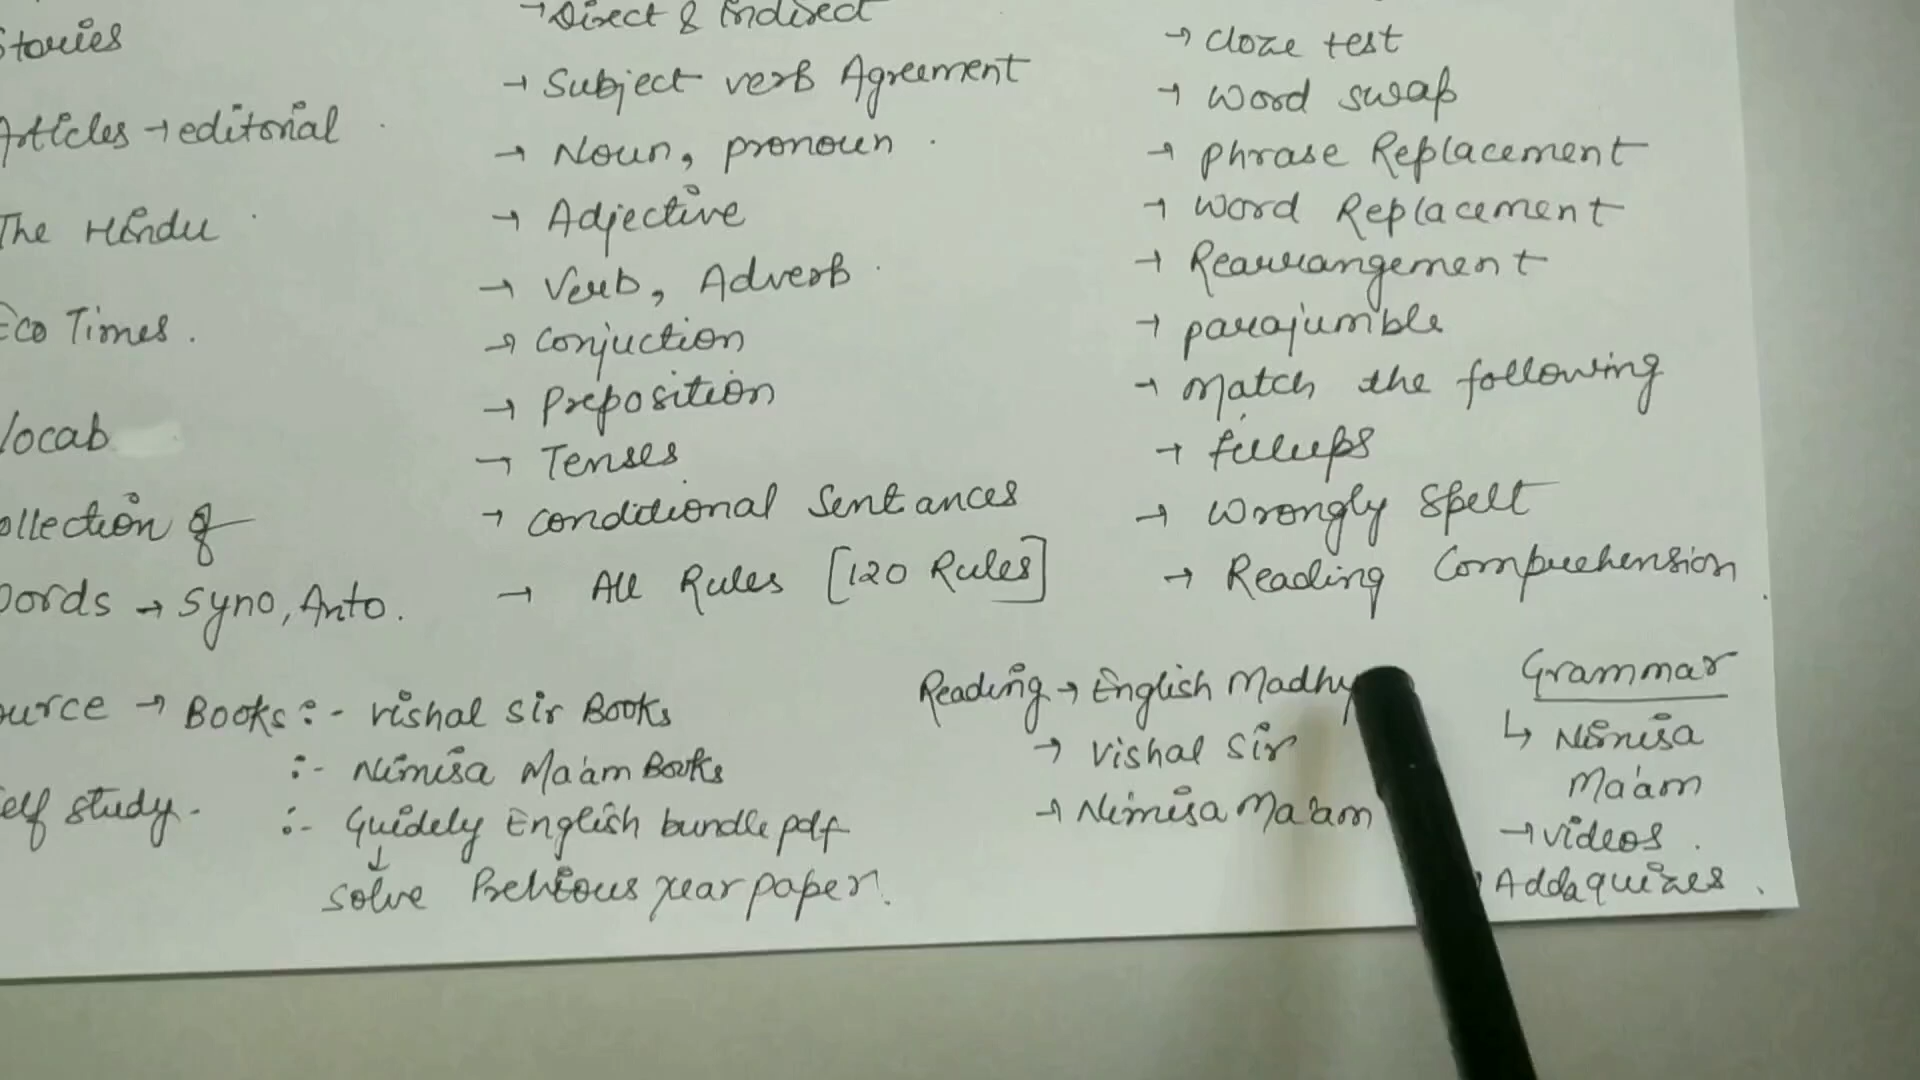 Stories
Articles → editorial
The Hindu
Eco Times.
Vocab
Collection of
words → Syno, Anto.
→ Direct & Indirect
→ Subject verb Agreement
→ Noun, pronoun
→ Adjective
→ Verb, Adverb
→ Conjuction
→ Preposition
→ Tenses
→ conditional Sentances
→ All Rules [120 Rules]
→ cloze test
→ word swap
→ phrase Replacement
→ word Replacement
→ Rearrangement
→ parajumble
→ Match the following
→ fillups
→ Wrongly Spelt
→ Reading Comprehension
ource → Books :- vishal sir Books
:- Nimisa Ma'am Books
elf study. :- Guidely English bundle pdf
↓
solve Previous year paper.
Reading → English Madhy
→ Vishal Sir
→ Nimisa Ma'am
Grammar
↳ Nimisa
Ma'am
→ videos.
Adda quizes.